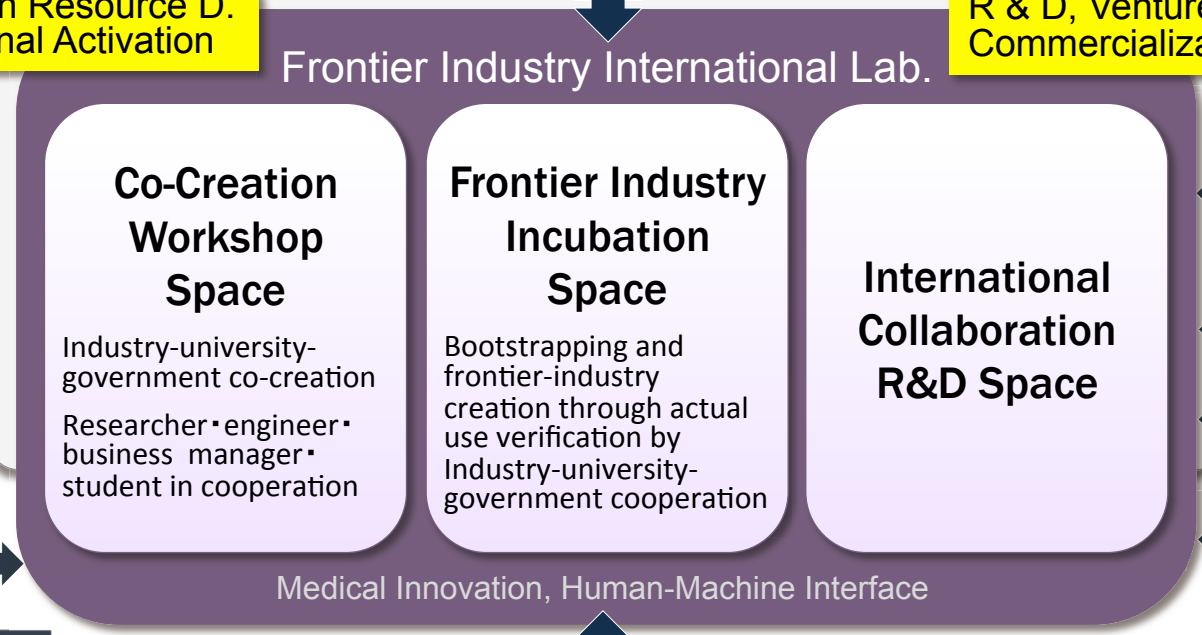 Resource D.
Activation
R & D,
Frontier Industry International Lab.
Co-Creation
Workshop
Space
Industry-university-
government co-creation
Researcher・engineer・
business manager・
student in cooperation
Frontier Industry
Incubation
Space
Bootstrapping and
frontier-industry
creation through actual
use verification by
Industry-university-
government cooperation
International
Collaboration
R&D Space
Medical Innovation, Human-Machine Interface